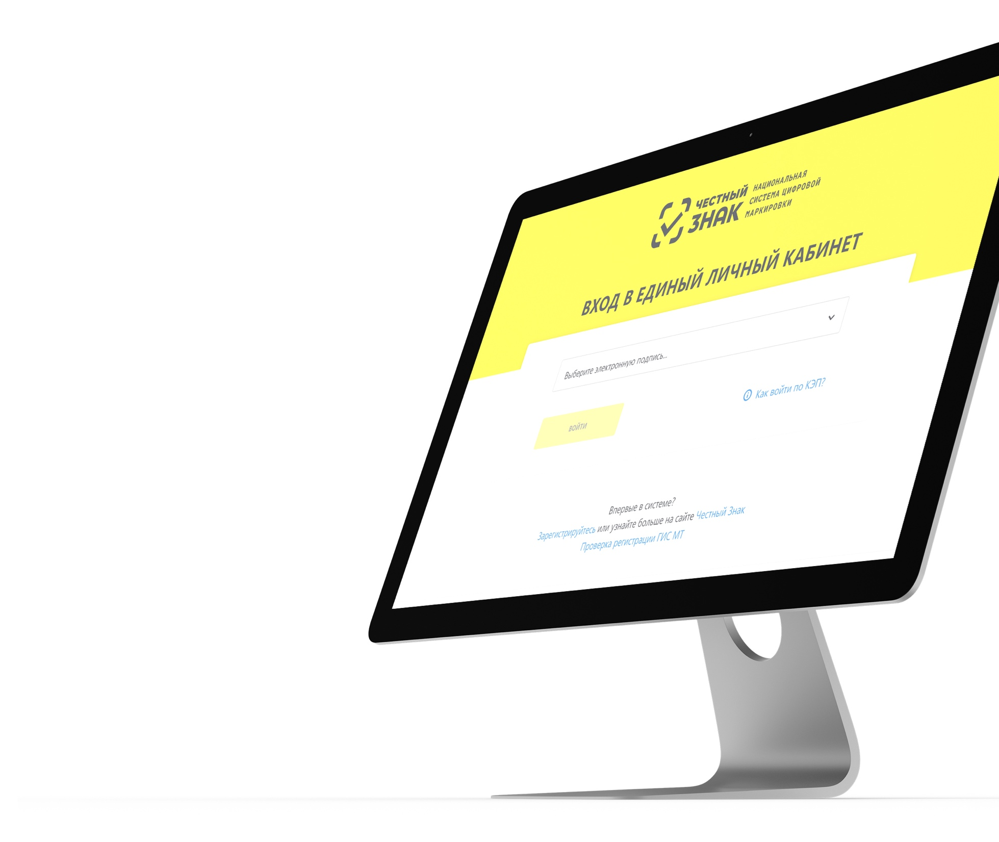 ЧЕСТНЫЙ
ЗНАК
НАЦИОНАЛЬНАЯ
СИСТЕМА ЦИФРОВОЙ
МАРКИРОВКИ
ВХОД В ЕДИНЫЙ ЛИЧНЫЙ КАБИНЕТ
Выберите электронную подпись...
Как войти по КЭП?
ВОЙТИ
Впервые в системе?
Зарегистрируйтесь или узнайте больше на сайте Честный Знак
Проверка регистрации ГИС МТ